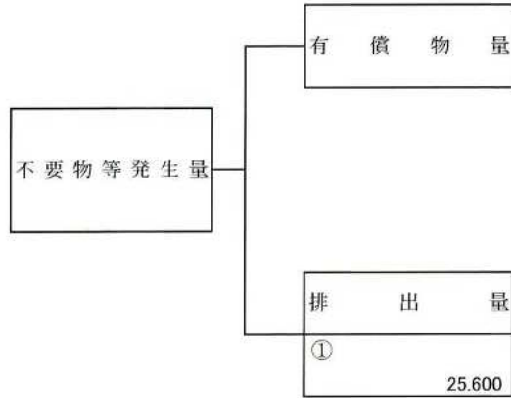 有償物量
不要物等発生量
排出量
①
25.600